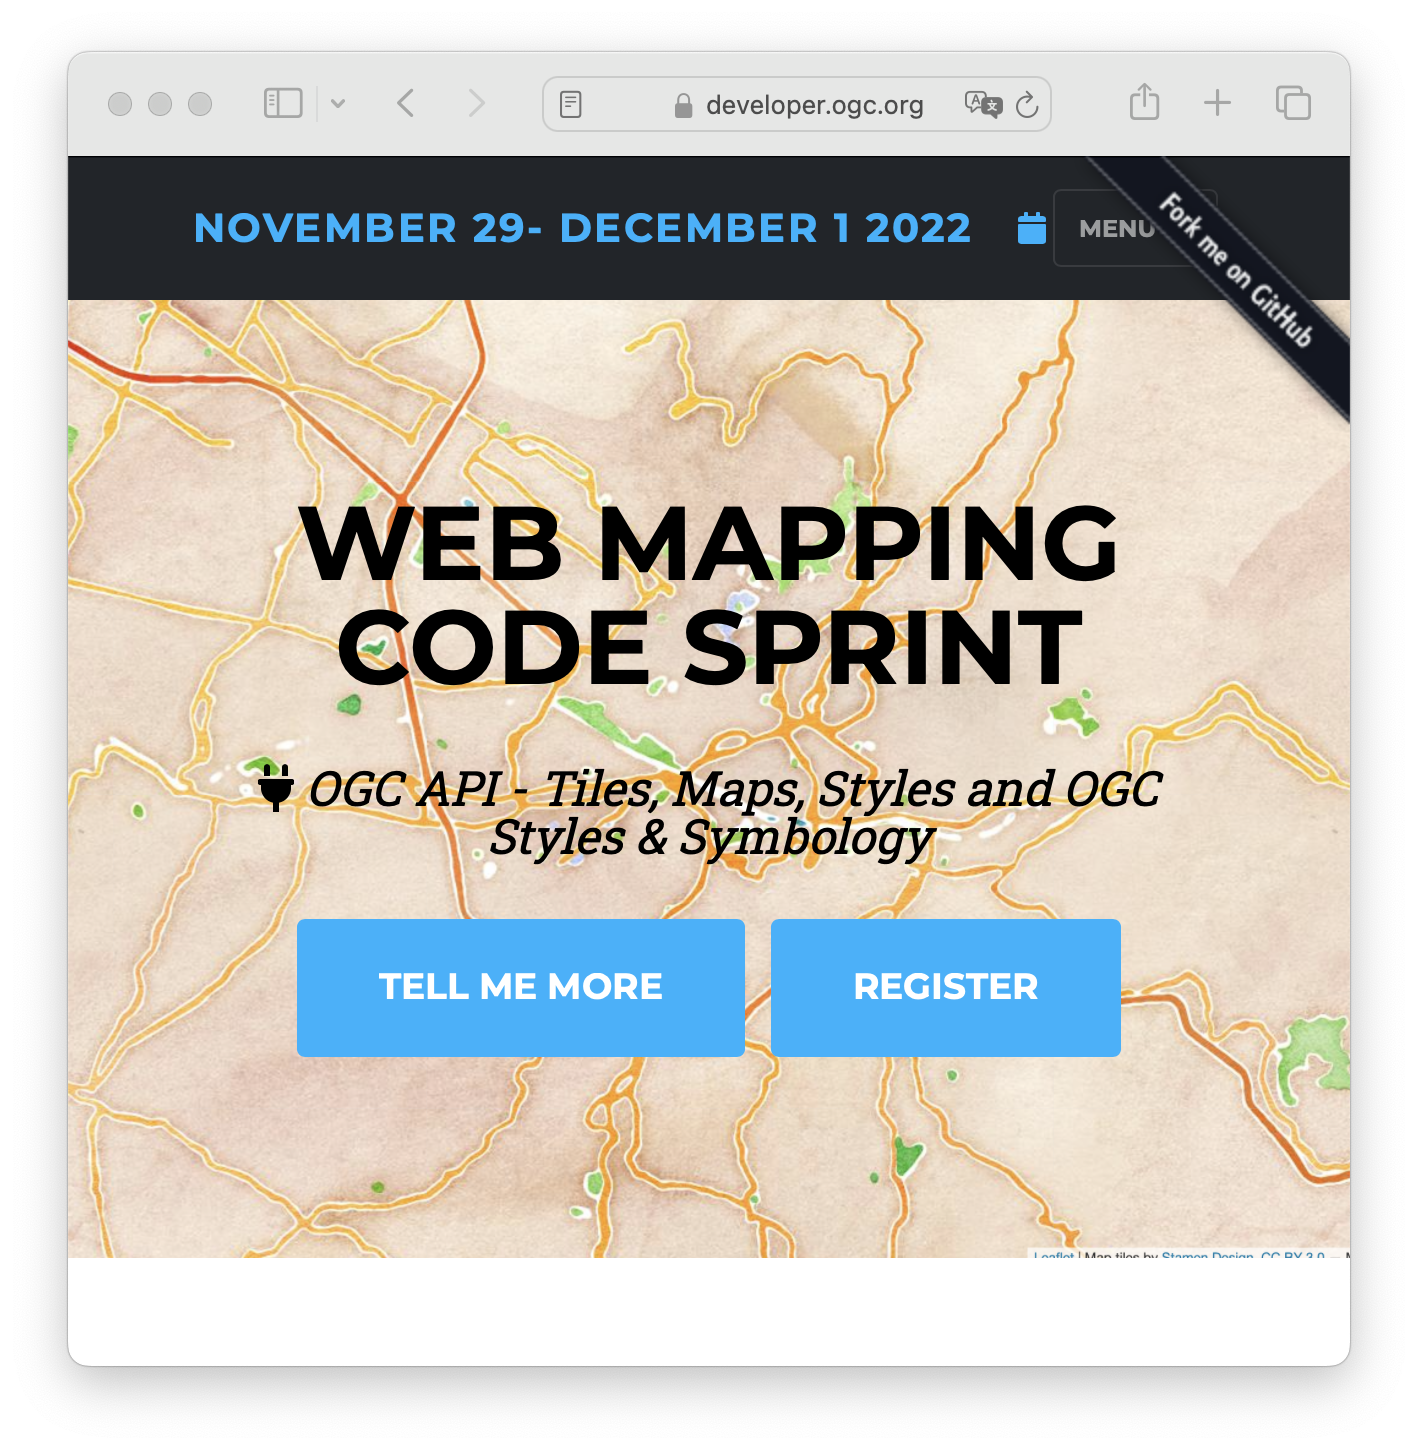 developer.ogc.org
NOVEMBER 29- DECEMBER 1 2022
MENU
Fork me on GitHub
WEB MAPPING
CODE SPRINT
OGC API - Tiles, Maps, Styles and OGC
Styles & Symbology
TELL ME MORE
REGISTER
Leaflet | Map tiles by Stamen Design, CC BY 3.0 — M